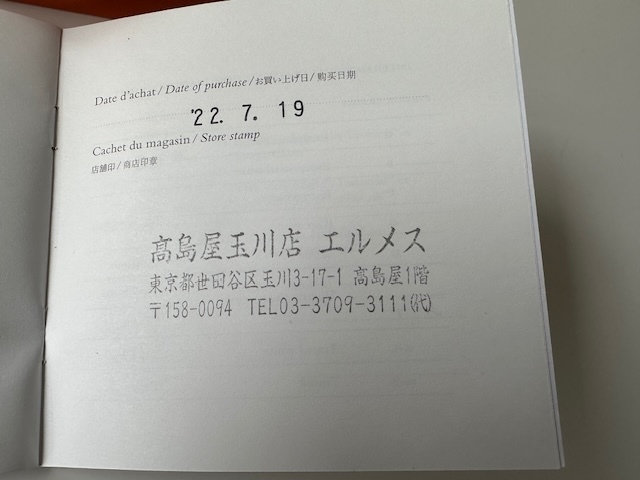 Date d'achat / Date of purchase / お買い上げ日 / 购买日期
'22. 7. 19
Cachet du magasin / Store stamp
店舗印 / 商店印章
髙島屋玉川店 エルメス
東京都世田谷区玉川3-17-1 髙島屋1階
〒158-0094 TEL03-3709-3111㈹